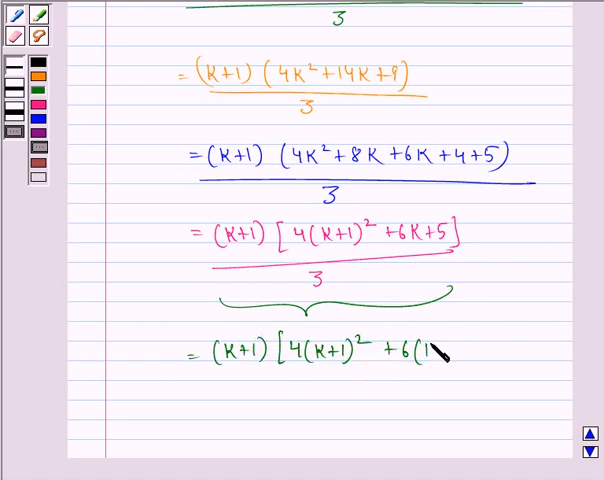 3
= (K+1) (4K²+14K+9)
3
= (K+1) (4K²+8K+6K+4+5)
3
= (K+1) [4(K+1)² +6K+5]
3
= (K+1) [4(K+1)² +6(1